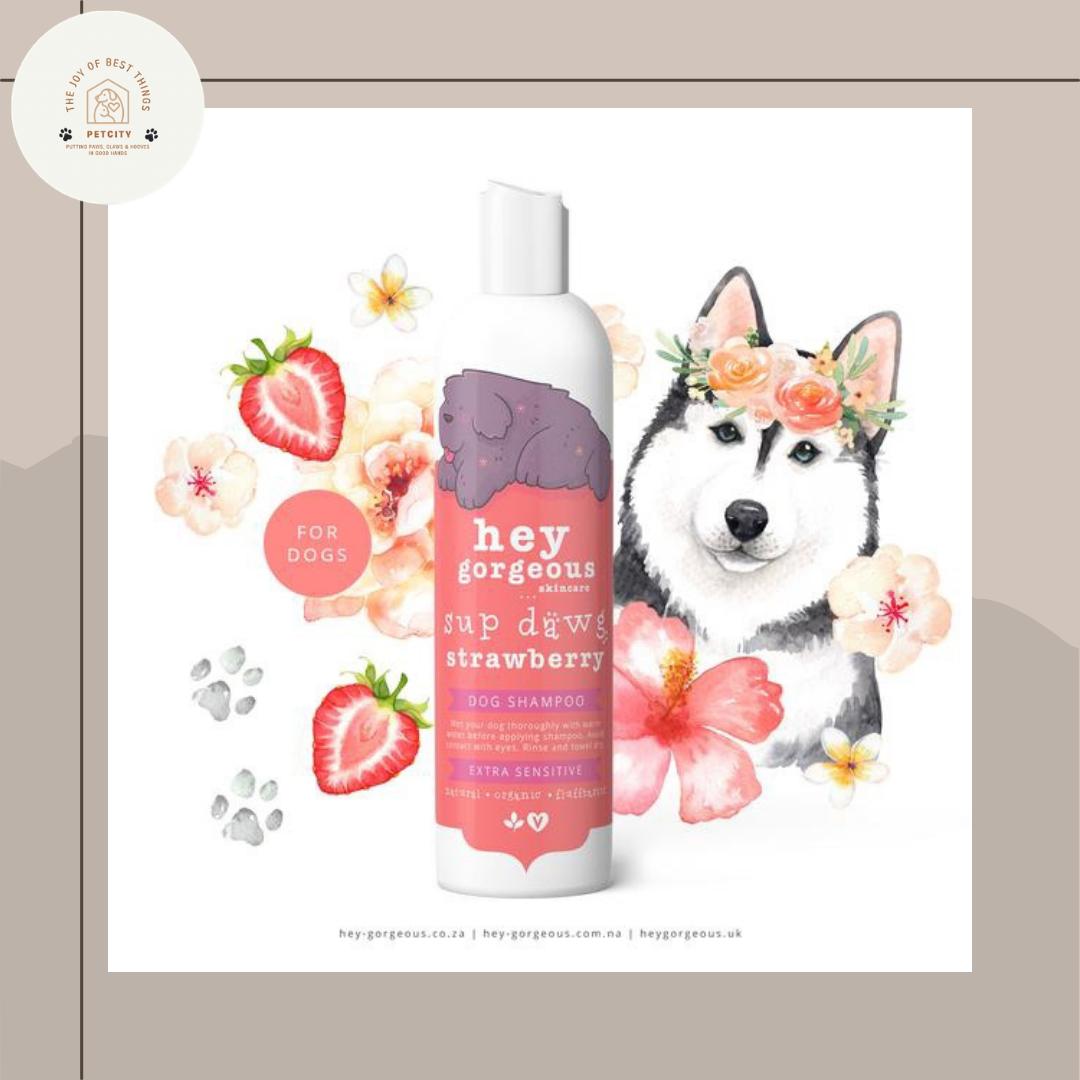 THE JOY OF BEST THINGS
PETCITY
PUTTING PAWS, CLAWS & HOOVES
IN GOOD HANDS
FOR
DOGS
hey
gorgeous
skincare
sup däwg
strawberry
DOG SHAMPOO
Wet your dog thoroughly with warm
water before applying shampoo. Avoid
contact with eyes. Rinse and towel dry.
EXTRA SENSITIVE
natural • organic •
V
hey-gorgeous.co.za | hey-gorgeous.com.na | heygorgeous.uk